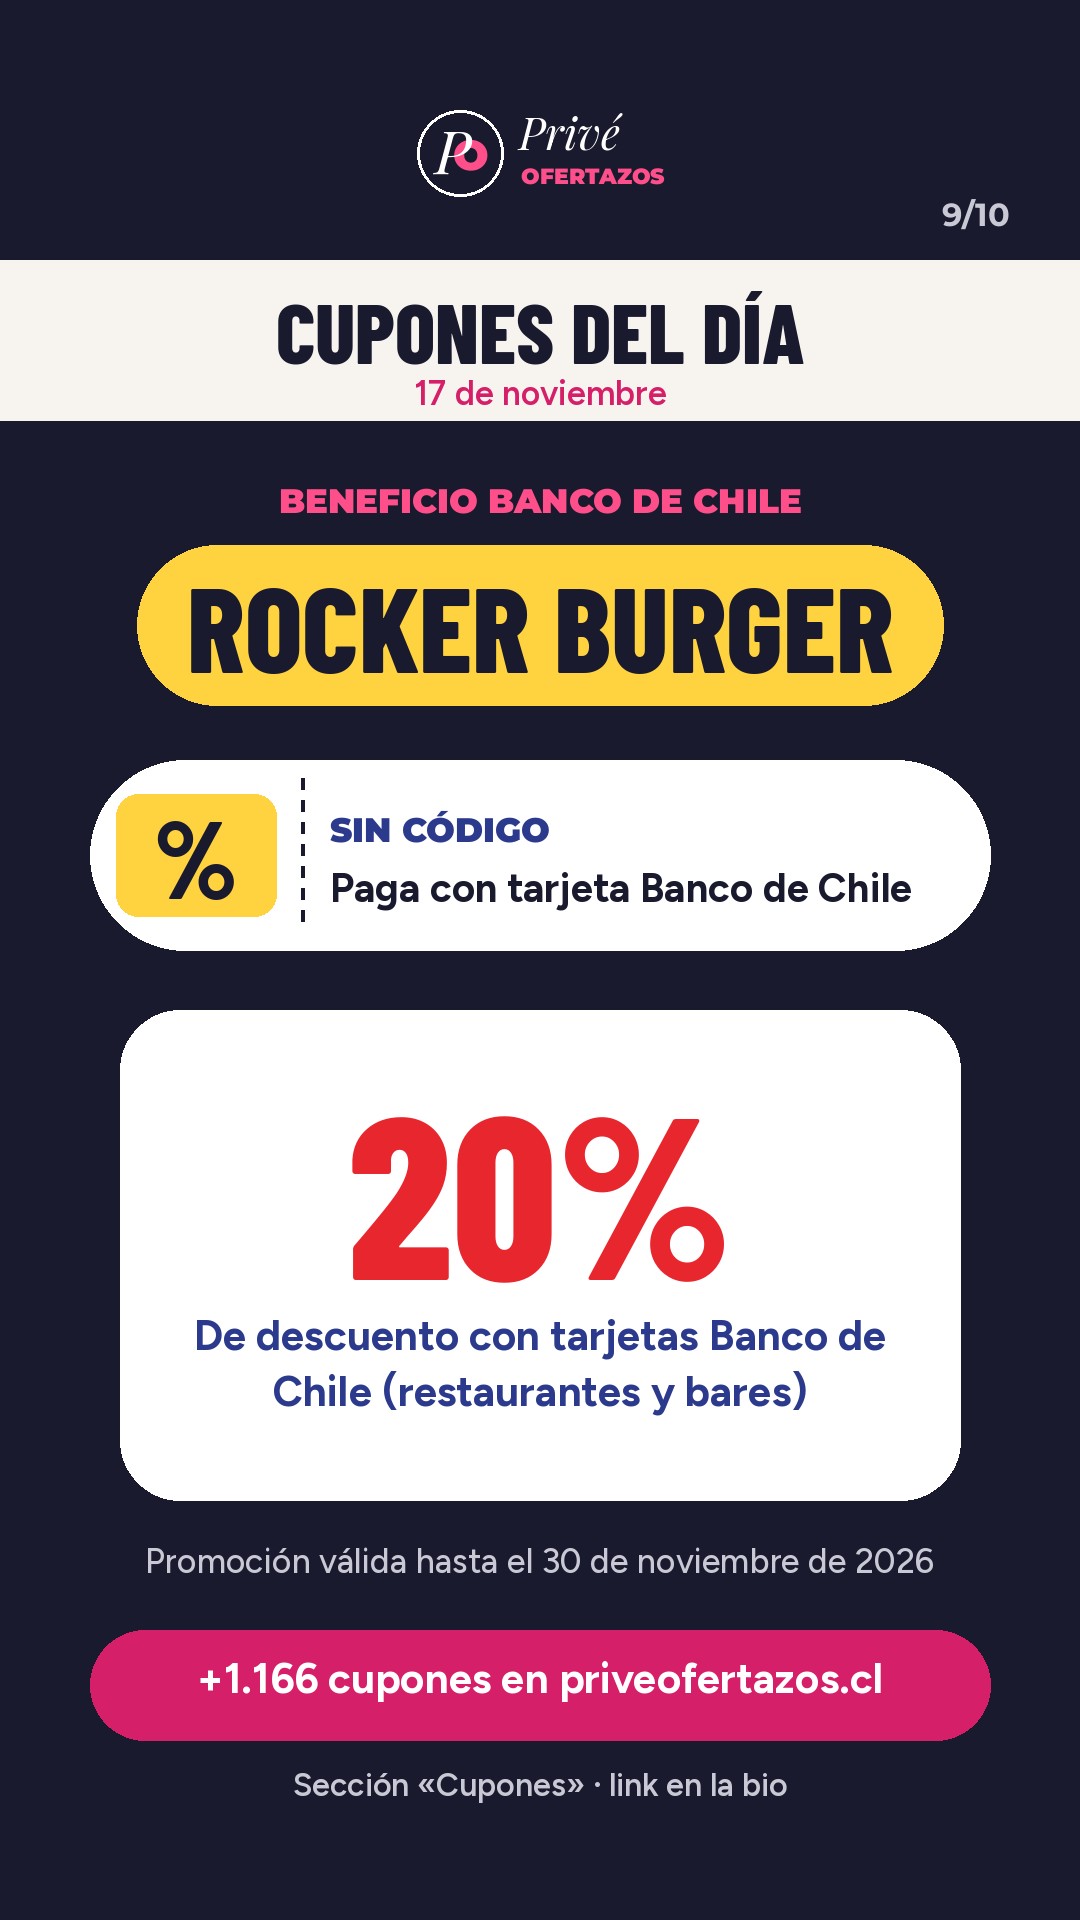 Po
Privé
OFERTAZOS
9/10
CUPONES DEL DÍA
17 de noviembre
BENEFICIO BANCO DE CHILE
ROCKER BURGER
%
SIN CÓDIGO
Paga con tarjeta Banco de Chile
20%
De descuento con tarjetas Banco de
Chile (restaurantes y bares)
Promoción válida hasta el 30 de noviembre de 2026
+1.166 cupones en priveofertazos.cl
Sección «Cupones» · link en la bio